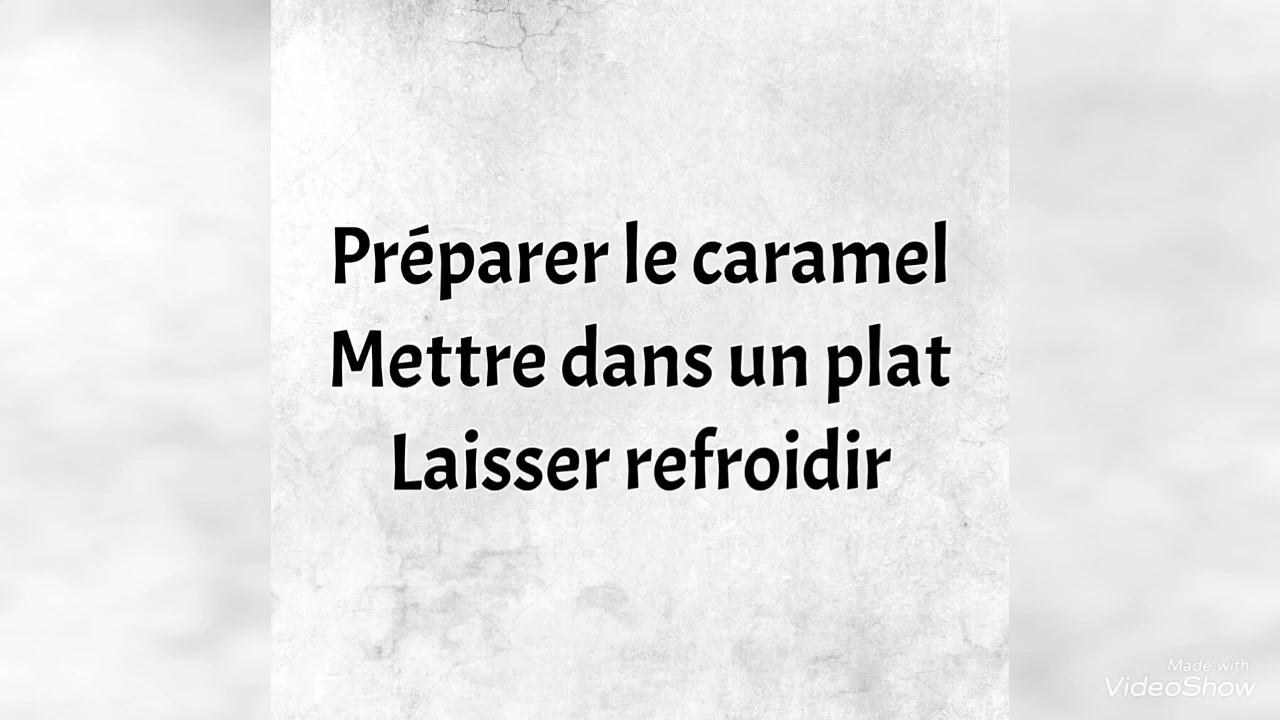 Préparer le caramel
Mettre dans un plat
Laisser refroidir
Made with
VideoShow